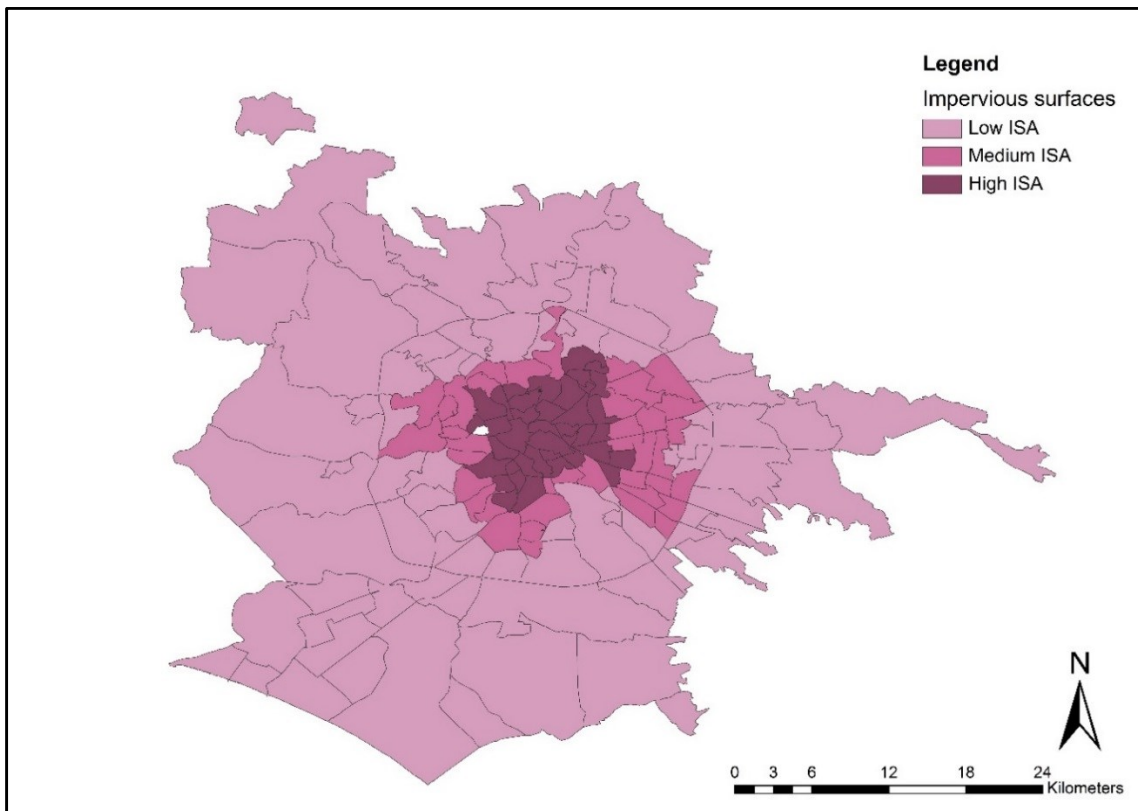 Legend
Impervious surfaces
Low ISA
Medium ISA
High ISA
N
0 3 6 12 18 24
Kilometers